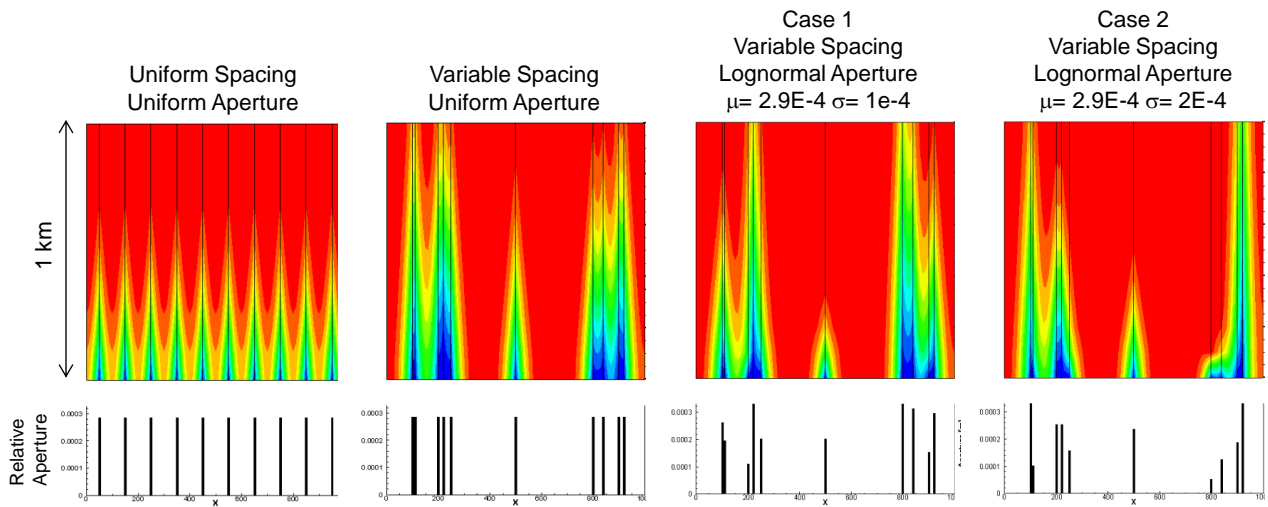 Uniform Spacing
Uniform Aperture
Variable Spacing
Uniform Aperture
Case 1
Variable Spacing
Lognormal Aperture
μ= 2.9E-4 σ= 1e-4
Case 2
Variable Spacing
Lognormal Aperture
μ= 2.9E-4 σ= 2E-4
1 km
Relative
Aperture
0.0003
0.0002
0.0001
0
0 200 400 600 800
x
0.0003
0.0002
0.0001
0
0 200 400 600 800 100
x
0.0003
0.0002
0.0001
0
0 200 400 600 800 10
x
0.0003
0.0002
0.0001
0
0 200 400 600 800 100
x